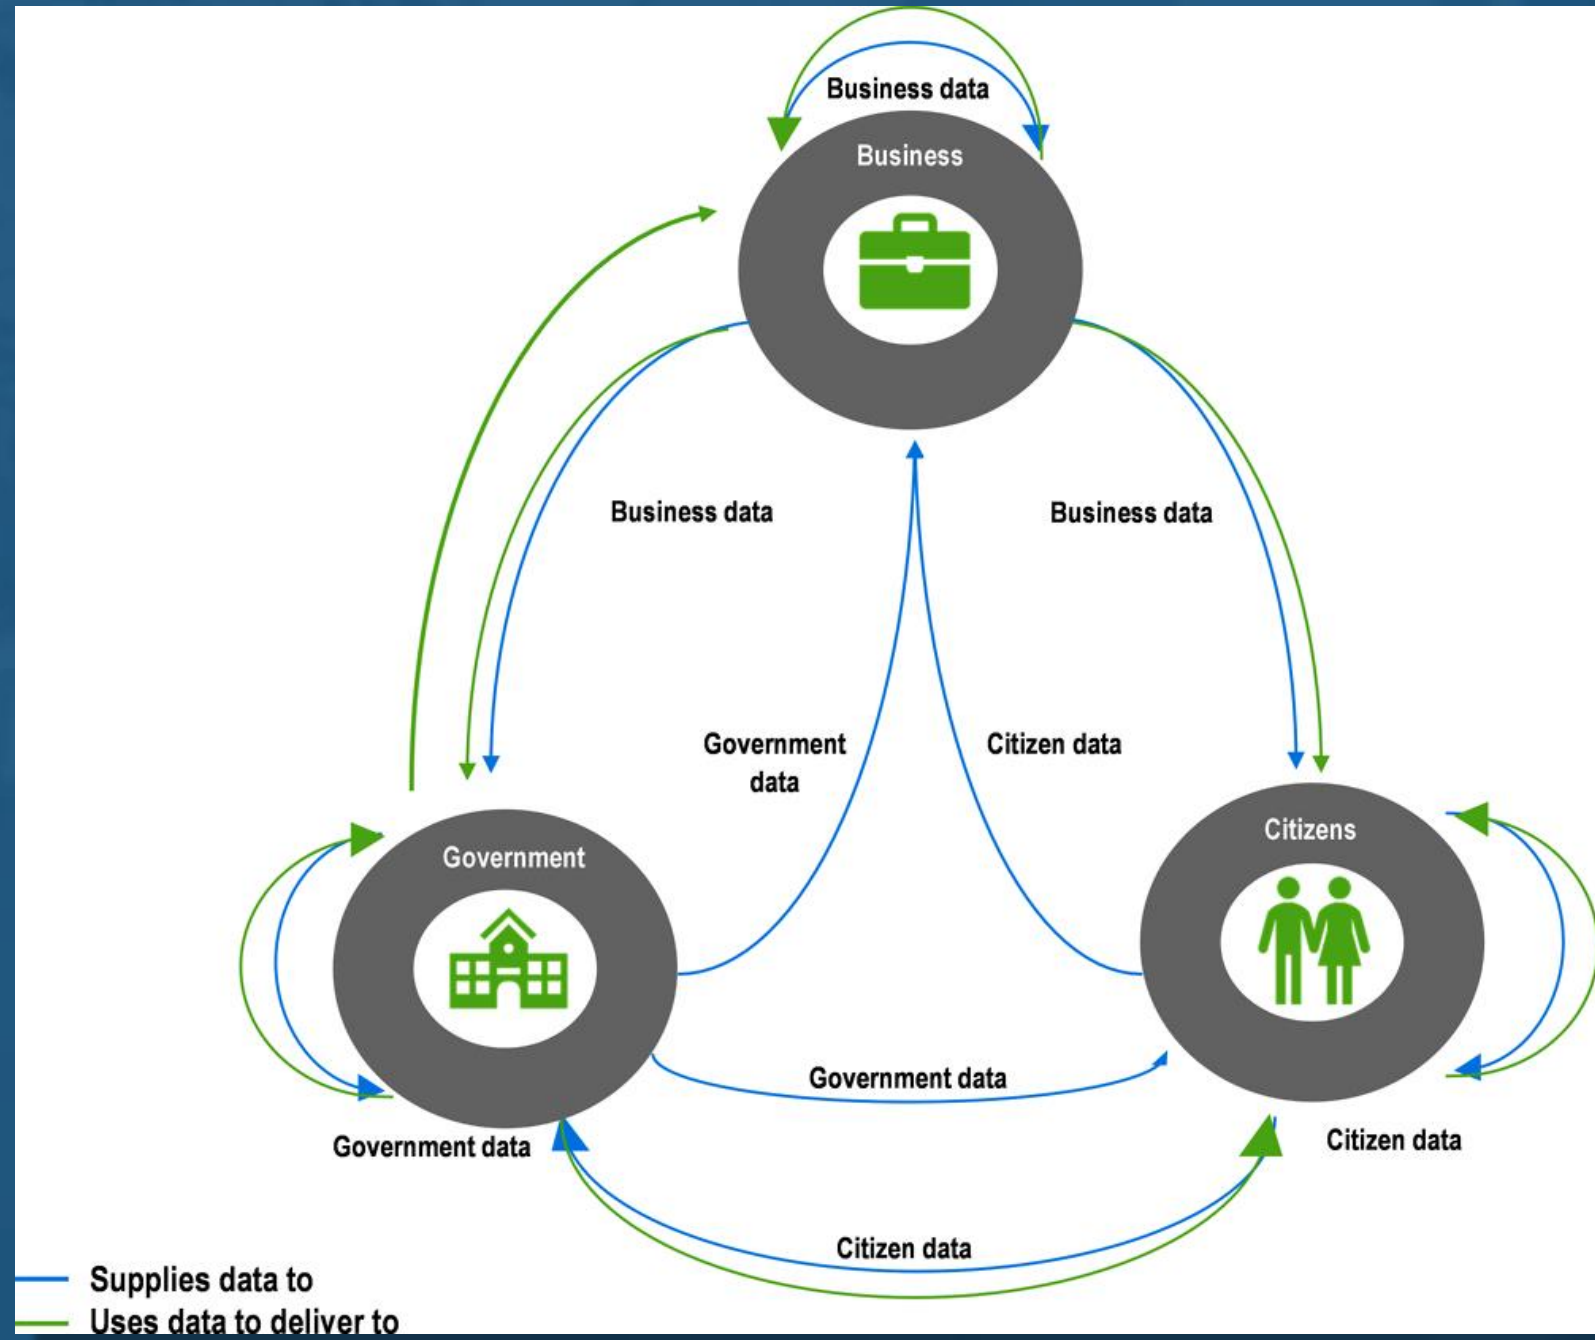 Business data
Business
Business data
Business data
Government
data
Citizen data
Citizens
Government
Government data
Government data
Citizen data
Citizen data
Supplies data to
Uses data to deliver to